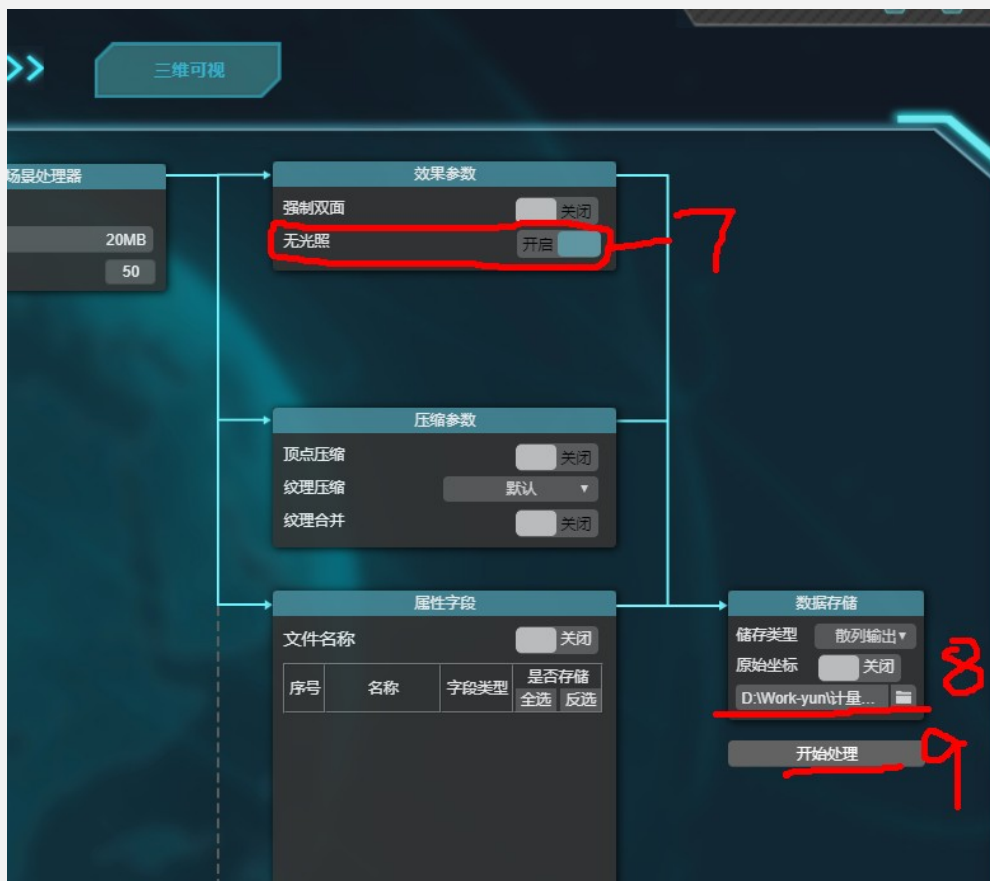 三维可视
场景处理器
20MB
50
效果参数
强制双面 关闭
无光照 开启
7
压缩参数
顶点压缩 关闭
纹理压缩 默认
纹理合并 关闭
属性字段
文件名称 关闭
序号 名称 字段类型 是否存储
全选 反选
数据存储
储存类型 散列输出
原始坐标 关闭
8
D:\Work-yun\计量...
开始处理
9